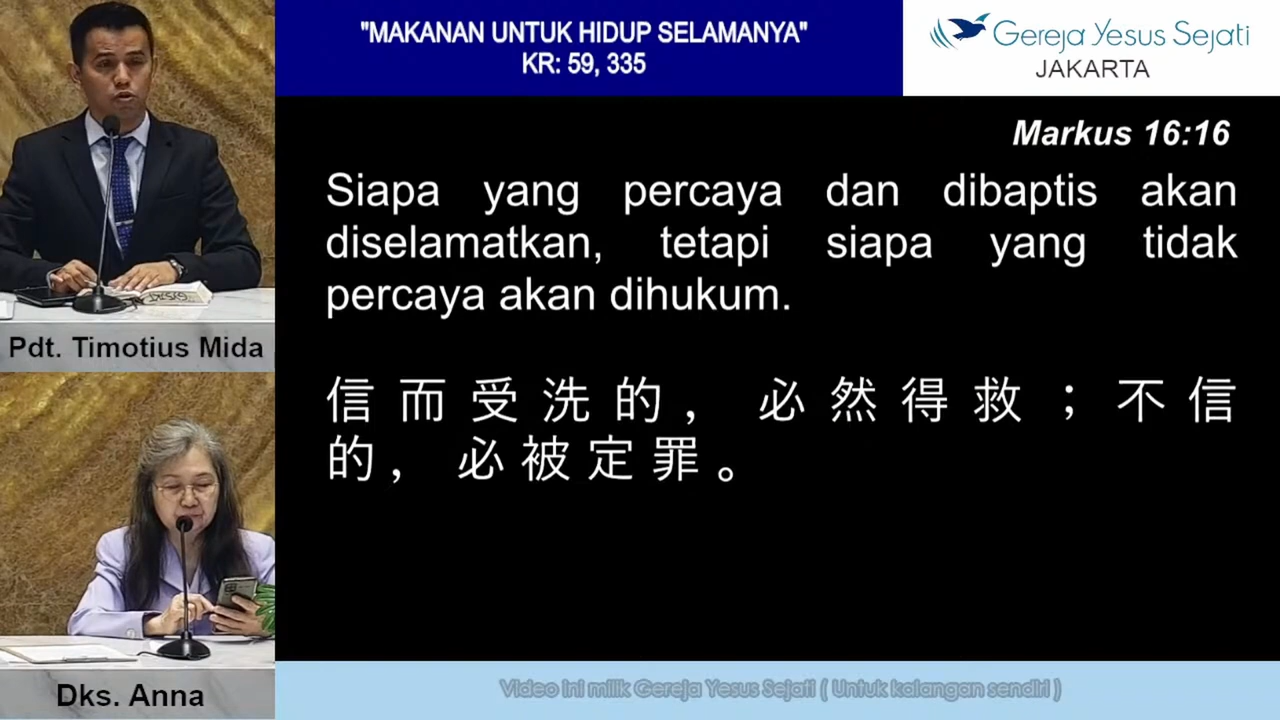 "MAKANAN UNTUK HIDUP SELAMANYA"
KR: 59, 335
Gereja Yesus Sejati
JAKARTA
Markus 16:16
Siapa yang percaya dan dibaptis akan
diselamatkan, tetapi siapa yang tidak
percaya akan dihukum.
信而受洗的，必然得救；不信
的，必被定罪。
Pdt. Timotius Mida
Dks. Anna
Video ini milik Gereja Yesus Sejati ( Untuk kalangan sendiri )